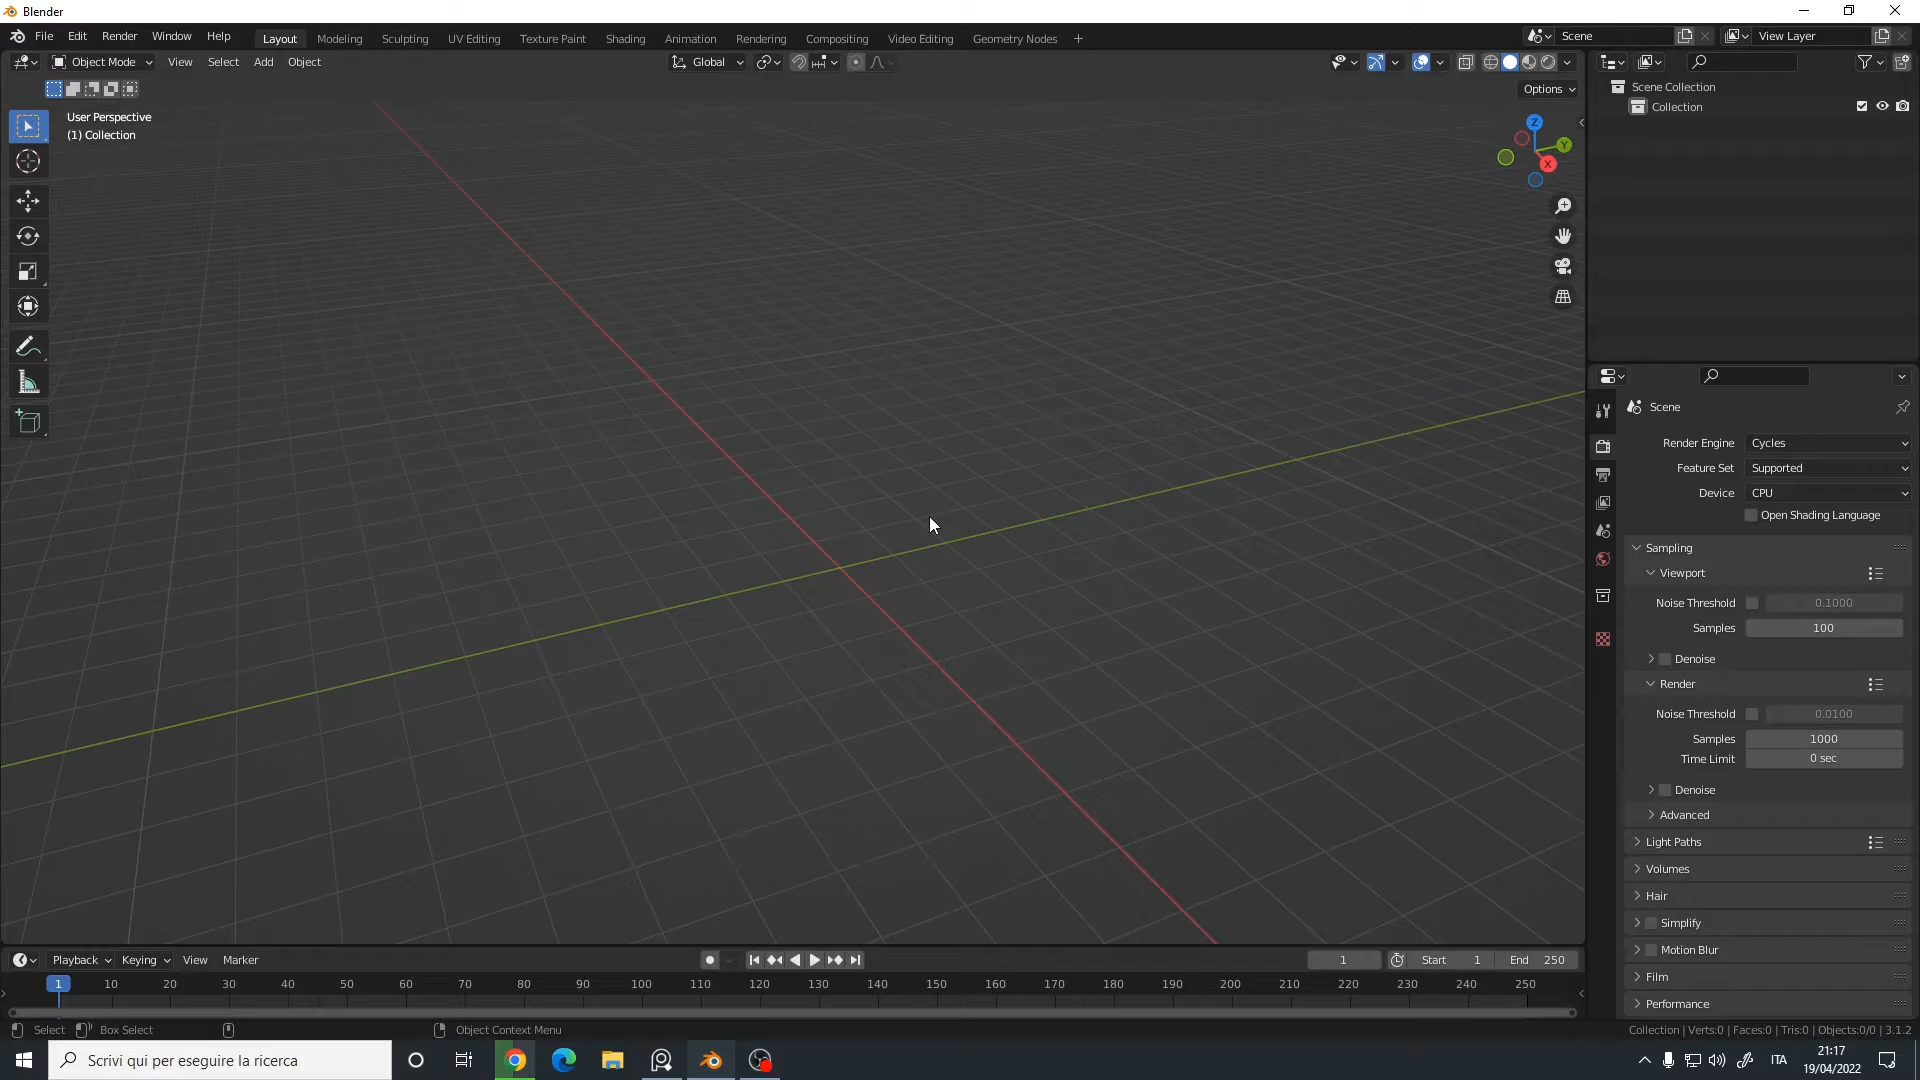 Blender
File Edit Render Window Help
Layout Modeling Sculpting UV Editing Texture Paint Shading Animation Rendering Compositing Video Editing Geometry Nodes +
Scene
View Layer
Object Mode View Select Add Object
Global
Options
User Perspective
(1) Collection
Z
Y
X
Scene Collection
Collection
Scene
Render Engine Cycles
Feature Set Supported
Device CPU
Open Shading Language
Sampling
Viewport
Noise Threshold 0.1000
Samples 100
Denoise
Render
Noise Threshold 0.0100
Samples 1000
Time Limit 0 sec
Denoise
Advanced
Light Paths
Volumes
Hair
Simplify
Motion Blur
Film
Performance
Playback Keying View Marker
1 Start 1 End 250
1 10 20 30 40 50 60 70 80 90 100 110 120 130 140 150 160 170 180 190 200 210 220 230 240 250
Select Box Select Object Context Menu
Collection | Verts:0 | Faces:0 | Tris:0 | Objects:0/0 | 3.1.2
Scrivi qui per eseguire la ricerca
ITA
21:17
19/04/2022